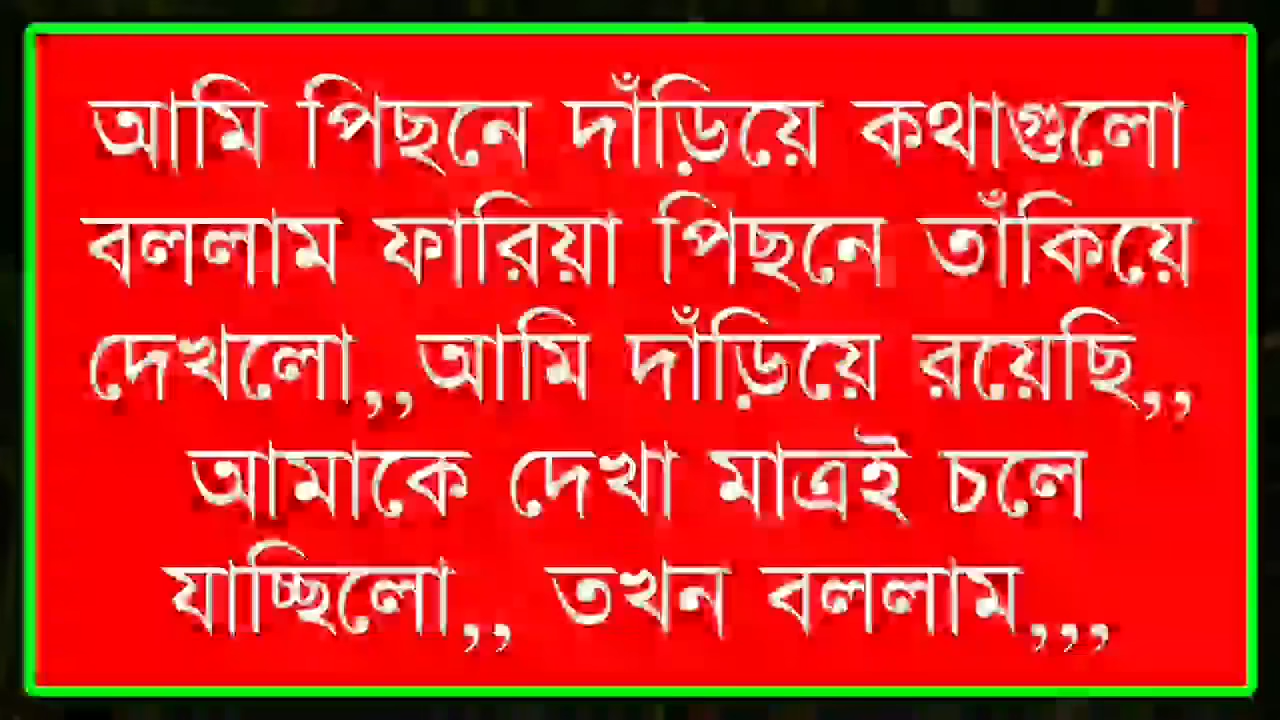 আমি পিছনে দাঁড়িয়ে কথাগুলো
বললাম ফারিয়া পিছনে তাঁকিয়ে
দেখলো,,আমি দাঁড়িয়ে রয়েছি,,
আমাকে দেখা মাত্রই চলে
যাচ্ছিলো,, তখন বললাম,,,